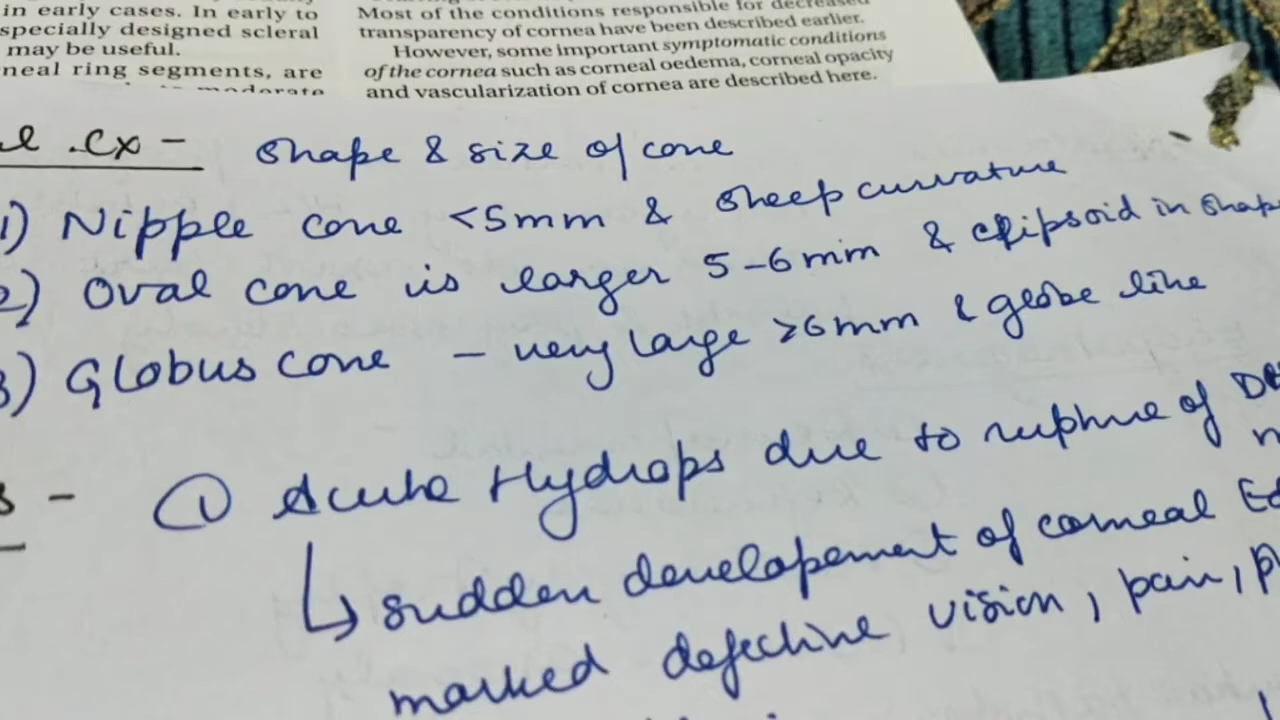 in early cases. In early to
specially designed scleral
may be useful.
neal ring segments, are
moderate
Most of the conditions responsible for decreased
transparency of cornea have been described earlier.
However, some important symptomatic conditions
of the cornea such as corneal oedema, corneal opacity
and vascularization of cornea are described here.
Cx - shape & size of cone
1) Nipple cone <5mm & sheep curvature
2) Oval cone is larger 5-6mm & ellipsoid in shape
3) Globus cone - very large >6mm & globe like
s - ① Acute Hydrops due to rupture of
↳ sudden developement of corneal
marked defective vision, pain,